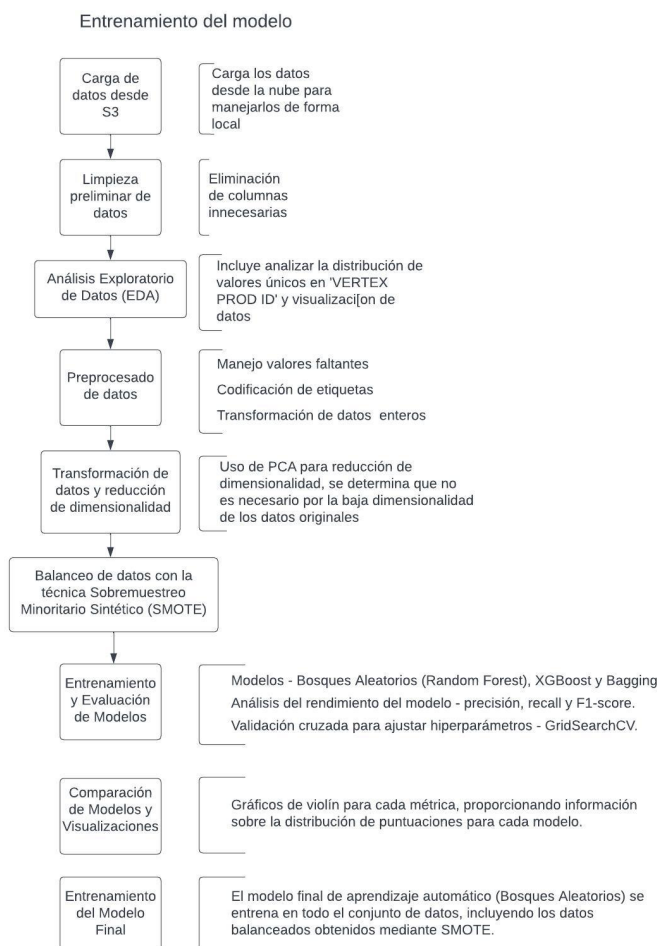 Entrenamiento del modelo
Carga de
datos desde
S3
Carga los datos
desde la nube para
manejarlos de forma
local
Limpieza
preliminar de
datos
Eliminación
de columnas
innecesarias
Análisis Exploratorio
de Datos (EDA)
Incluye analizar la distribución de
valores únicos en 'VERTEX
PROD ID' y visualizaci[on de
datos
Preprocesado
de datos
Manejo valores faltantes
Codificación de etiquetas
Transformación de datos  enteros
Transformación de
datos y reducción
de dimensionalidad
Uso de PCA para reducción de
dimensionalidad, se determina que no
es necesario por la baja dimensionalidad
de los datos originales
Balanceo de datos con la
técnica Sobremuestreo
Minoritario Sintético (SMOTE)
Entrenamiento
y Evaluación
de Modelos
Modelos - Bosques Aleatorios (Random Forest), XGBoost y Bagging
Análisis del rendimiento del modelo - precisión, recall y F1-score.
Validación cruzada para ajustar hiperparámetros - GridSearchCV.
Comparación
de Modelos y
Visualizaciones
Gráficos de violín para cada métrica, proporcionando información
sobre la distribución de puntuaciones para cada modelo.
Entrenamiento
del Modelo
Final
El modelo final de aprendizaje automático (Bosques Aleatorios) se
entrena en todo el conjunto de datos, incluyendo los datos
balanceados obtenidos mediante SMOTE.